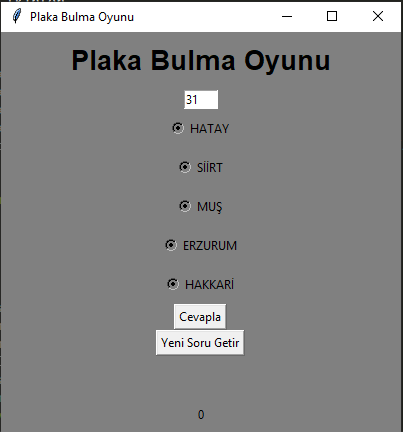 Plaka Bulma Oyunu
Plaka Bulma Oyunu
31
HATAY
SİİRT
MUŞ
ERZURUM
HAKKARİ
Cevapla
Yeni Soru Getir
0